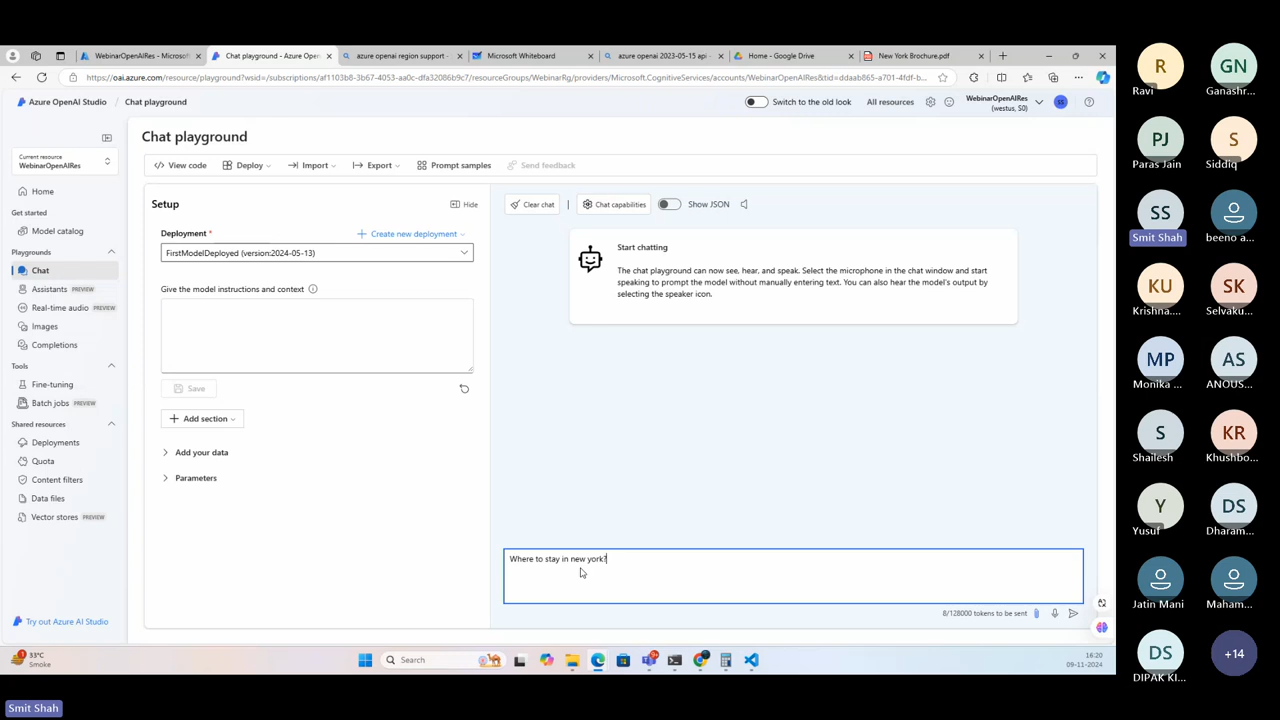 WebinarOpenAIRes - Microsoft
Chat playground - Azure Open
azure openai region support -
Microsoft Whiteboard
azure openai 2023-05-15 api -
Home - Google Drive
New York Brochure.pdf
https://oai.azure.com/resource/playground?wsid=/subscriptions/af1103b8-3b67-4053-aa0c-dfa32086b9c7/resourceGroups/WebinarRg/providers/Microsoft.CognitiveServices/accounts/WebinarOpenAIRes&tid=ddaab865-a701-4fdf-b...
Azure OpenAI Studio
Chat playground
Switch to the old look
All resources
WebinarOpenAIRes
(westus, S0)
SS
Current resource
WebinarOpenAIRes
Home
Get started
Model catalog
Playgrounds
Chat
Assistants PREVIEW
Real-time audio PREVIEW
Images
Completions
Tools
Fine-tuning
Batch jobs PREVIEW
Shared resources
Deployments
Quota
Content filters
Data files
Vector stores PREVIEW
Try out Azure AI Studio
Chat playground
View code
Deploy
Import
Export
Prompt samples
Send feedback
Setup
Hide
Deployment *
Create new deployment
FirstModelDeployed (version:2024-05-13)
Give the model instructions and context
Save
Add section
Add your data
Parameters
Clear chat
Chat capabilities
Show JSON
Start chatting
The chat playground can now see, hear, and speak. Select the microphone in the chat window and start
speaking to prompt the model without manually entering text. You can also hear the model's output by
selecting the speaker icon.
Where to stay in new york?
8/128000 tokens to be sent
33°C
Smoke
Search
18:20
09-11-2024
Smit Shah
R
Ravi
GN
Ganashr...
PJ
Paras Jain
S
Siddiq
SS
Smit Shah
beeno a...
KU
Krishna....
SK
Selvaku...
MP
Monika ...
AS
ANOUS...
S
Shailesh
KR
Khushbo...
Y
Yusuf
DS
Dharam...
Jatin Mani
Maham...
DS
DIPAK KI...
+14